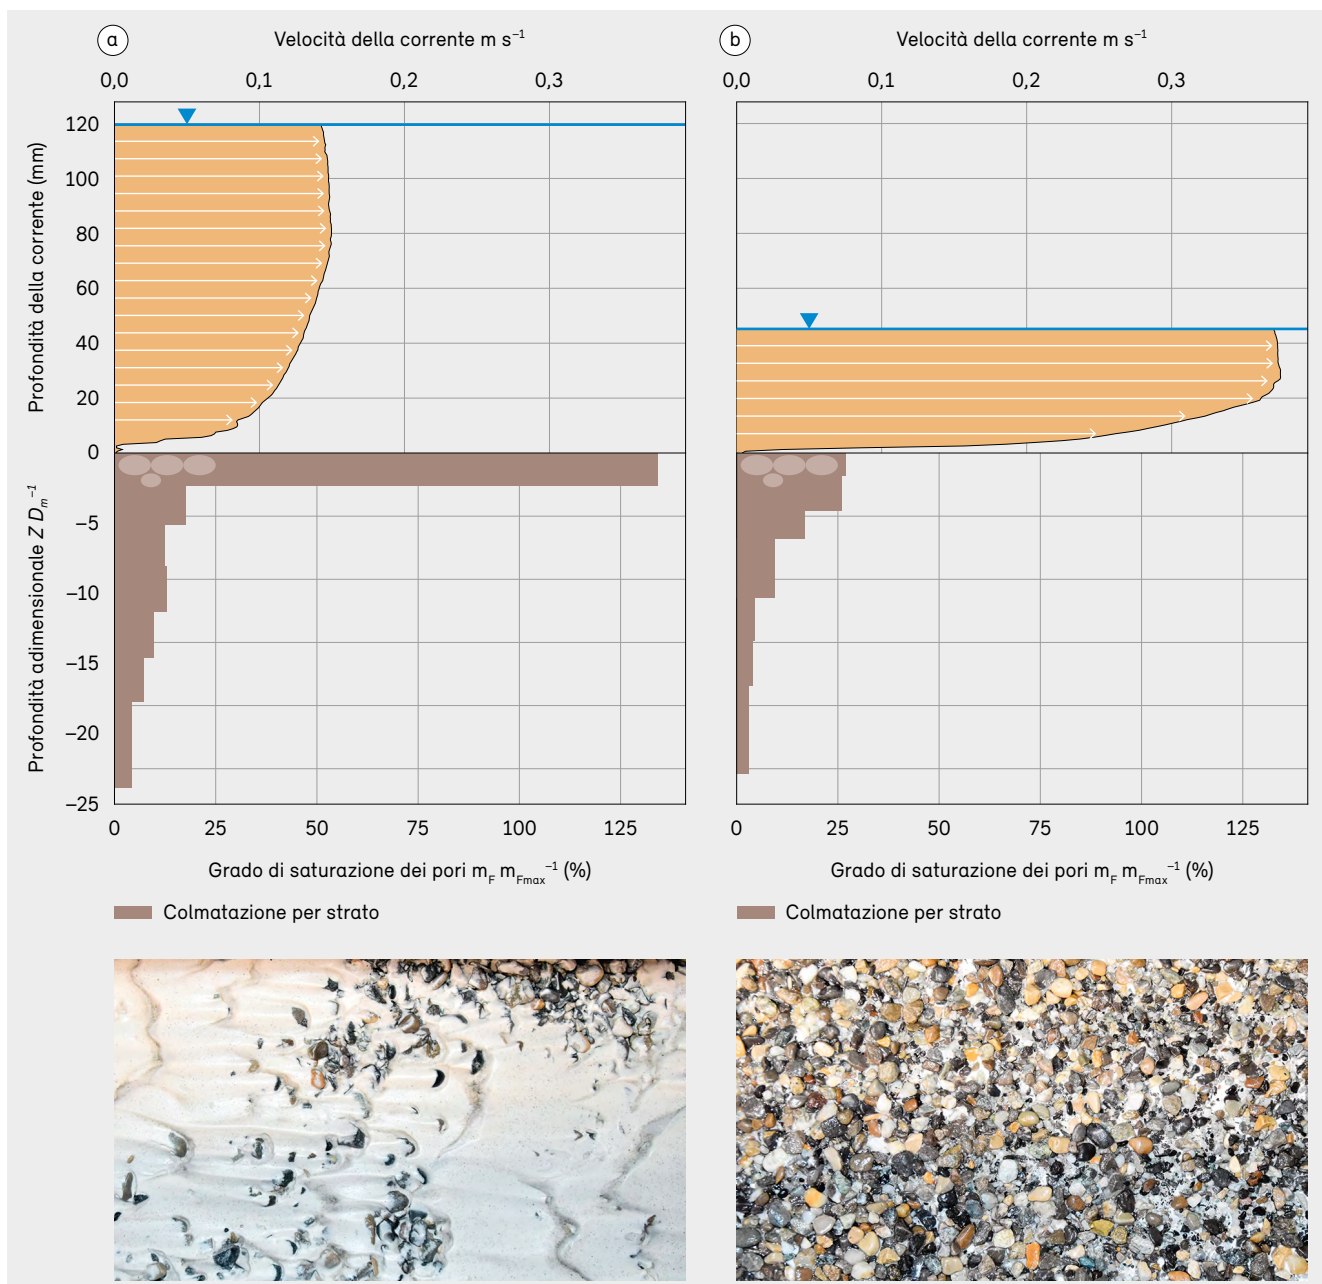 a
Velocità della corrente m s⁻¹
0,0 0,1 0,2 0,3
Profondità della corrente (mm)
120
100
80
60
40
20
0
Profondità adimensionale Z Dₘ⁻¹
–5
–10
–15
–20
–25
0 25 50 75 100 125
Grado di saturazione dei pori m_F m_Fmax⁻¹ (%)
Colmatazione per strato
b
Velocità della corrente m s⁻¹
0,0 0,1 0,2 0,3
0 25 50 75 100 125
Grado di saturazione dei pori m_F m_Fmax⁻¹ (%)
Colmatazione per strato